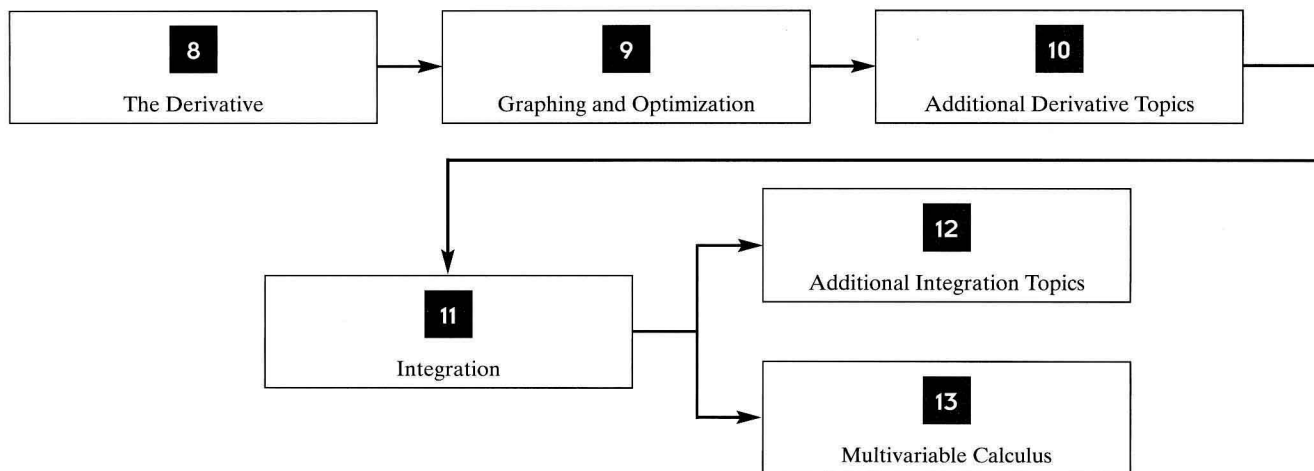 8
The Derivative
9
Graphing and Optimization
10
Additional Derivative Topics
11
Integration
12
Additional Integration Topics
13
Multivariable Calculus